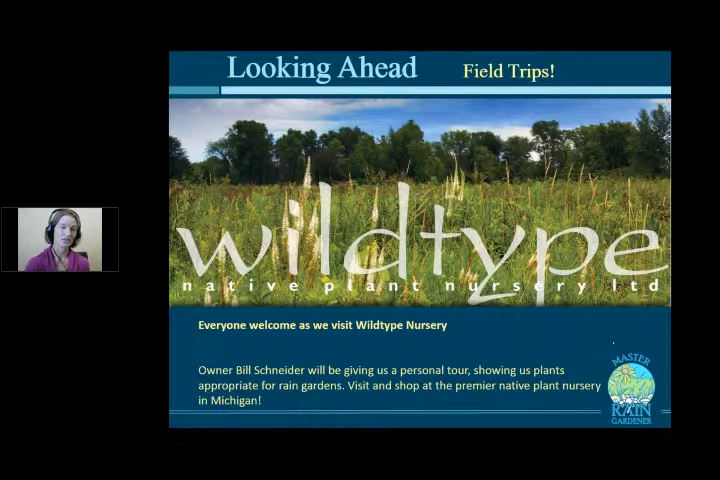 Looking Ahead Field Trips!
wildtype
native plant nursery ltd
Everyone welcome as we visit Wildtype Nursery
Owner Bill Schneider will be giving us a personal tour, showing us plants
appropriate for rain gardens. Visit and shop at the premier native plant nursery
in Michigan!
MASTER
RAIN
GARDENER